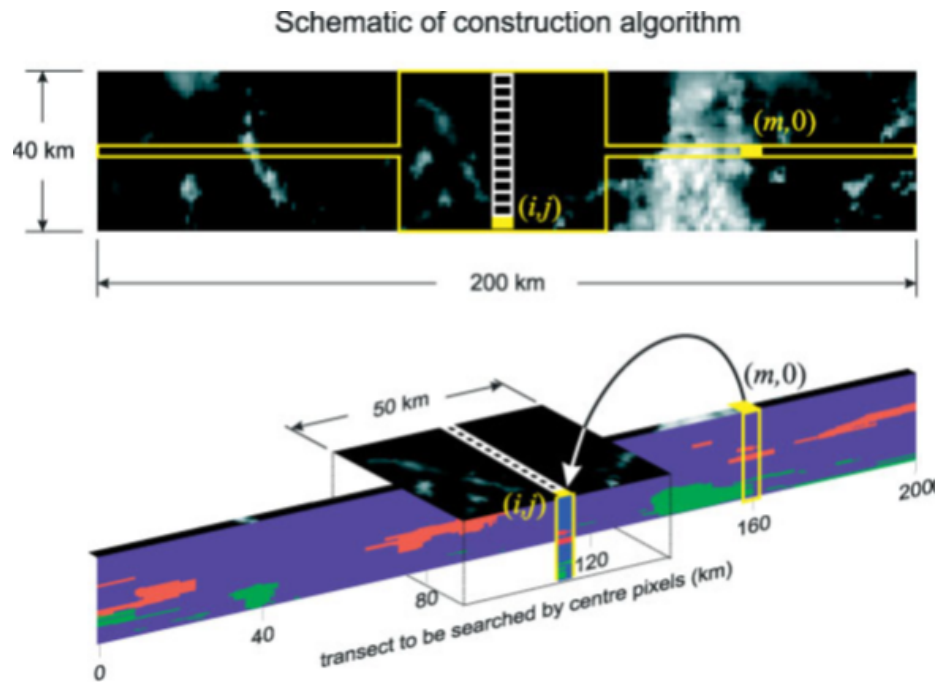 Schematic of construction algorithm
40 km
(m,0)
(i,j)
200 km
50 km
(m,0)
(i,j)
200
160
120
80
40
0
transect to be searched by centre pixels (km)